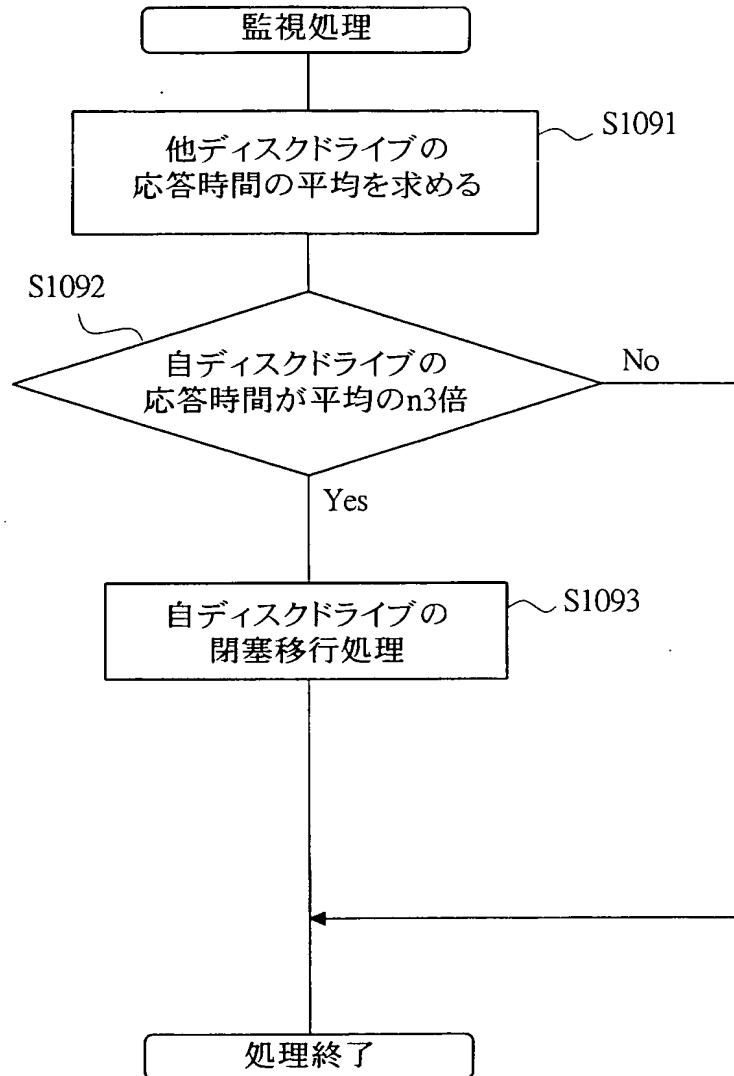 監視処理
他ディスクドライブの
応答時間の平均を求める
S1091
S1092
自ディスクドライブの
応答時間が平均のn3倍
No
Yes
自ディスクドライブの
閉塞移行処理
S1093
処理終了